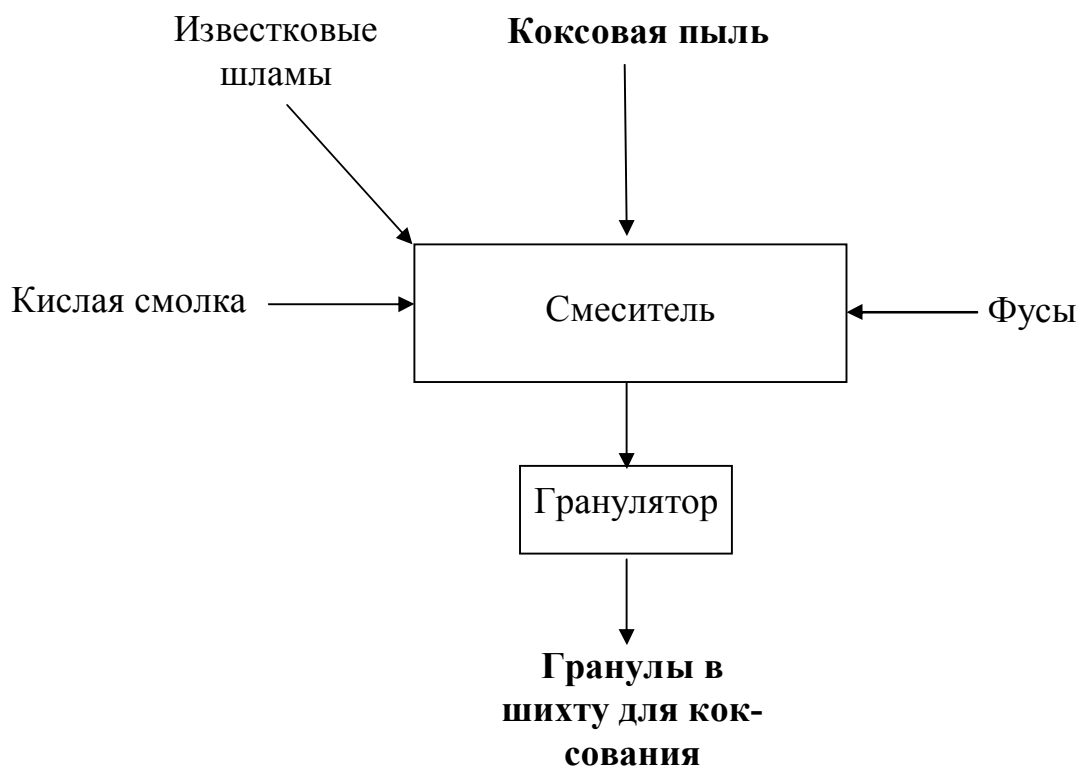 Известковые
шламы
Коксовая пыль
Кислая смолка
Смеситель
Фусы
Гранулятор
Гранулы в
шихту для кок-
сования